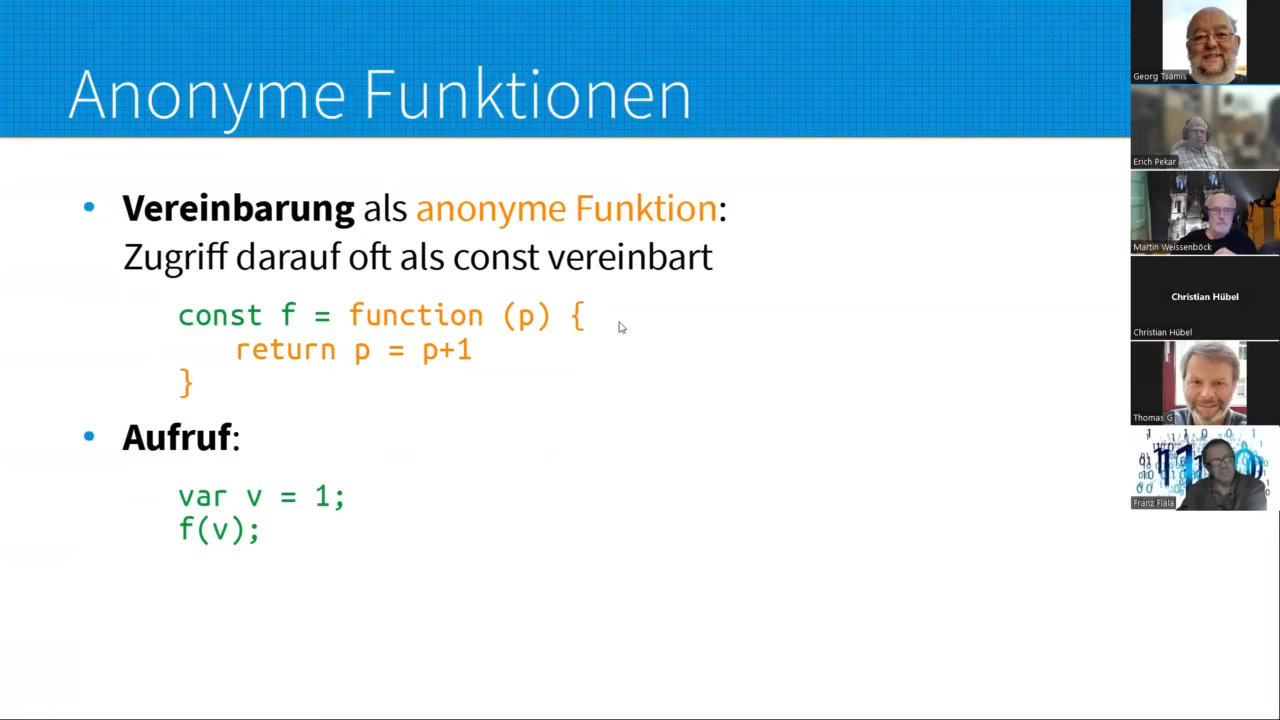 Anonyme Funktionen
• Vereinbarung als anonyme Funktion:
Zugriff darauf oft als const vereinbart
const f = function (p) {
return p = p+1
}
• Aufruf:
var v = 1;
f(v);
Georg Tsamis
Erich Pekar
Martin Weissenböck
Christian Hübel
Christian Hübel
Thomas G
Franz Fiala